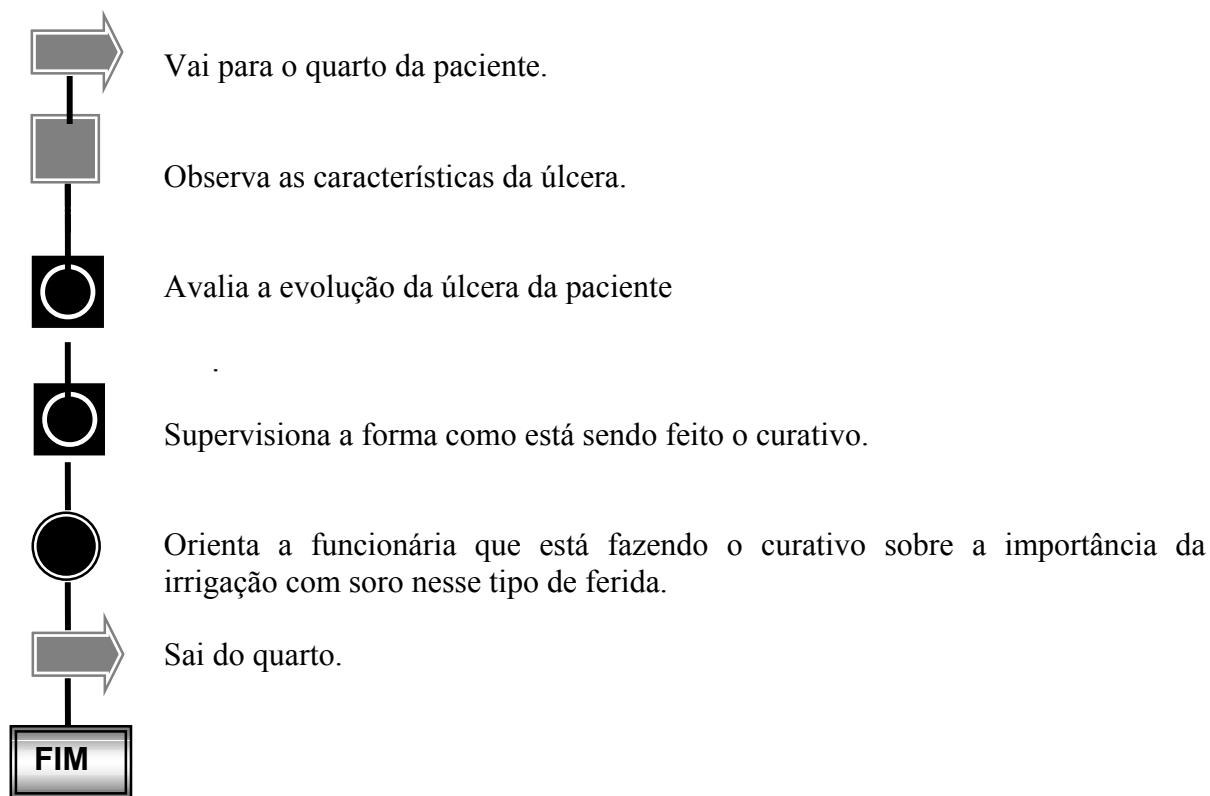 Vai para o quarto da paciente.
Observa as características da úlcera.
Avalia a evolução da úlcera da paciente
.
Supervisiona a forma como está sendo feito o curativo.
Orienta a funcionária que está fazendo o curativo sobre a importância da
irrigação com soro nesse tipo de ferida.
Sai do quarto.
FIM